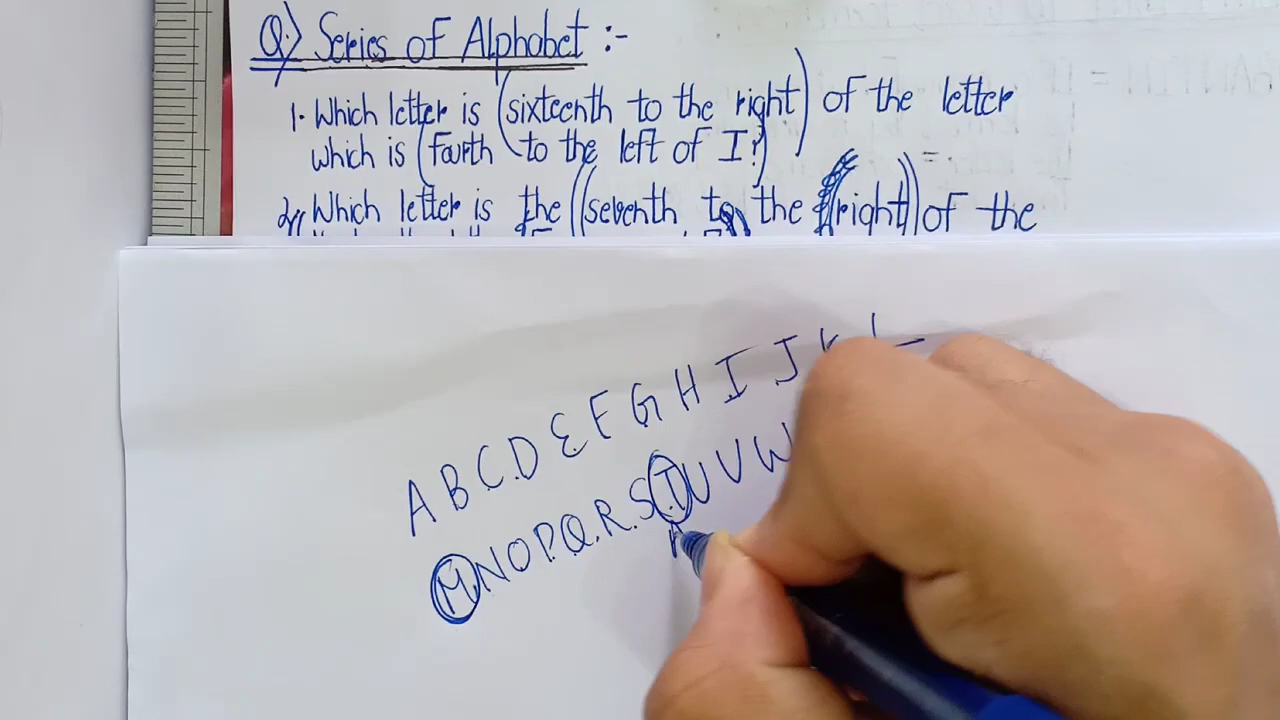 Q.) Series of Alphabet :-
1. Which letter is (sixteenth to the right) of the letter
which is (fourth to the left of I?)
2. Which letter is the ((seventh to the (right)) of the
A B C D E F G H I J K L
M N O P Q R S T U V W